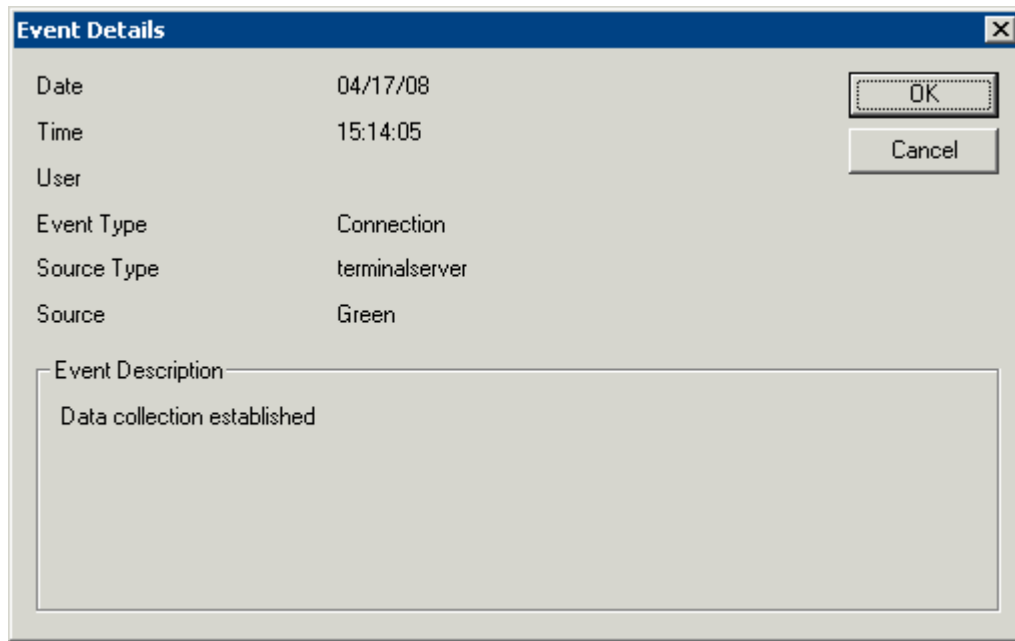 Event Details
Date 04/17/08
OK
Time 15:14:05
Cancel
User
Event Type Connection
Source Type terminalserver
Source Green
Event Description
Data collection established